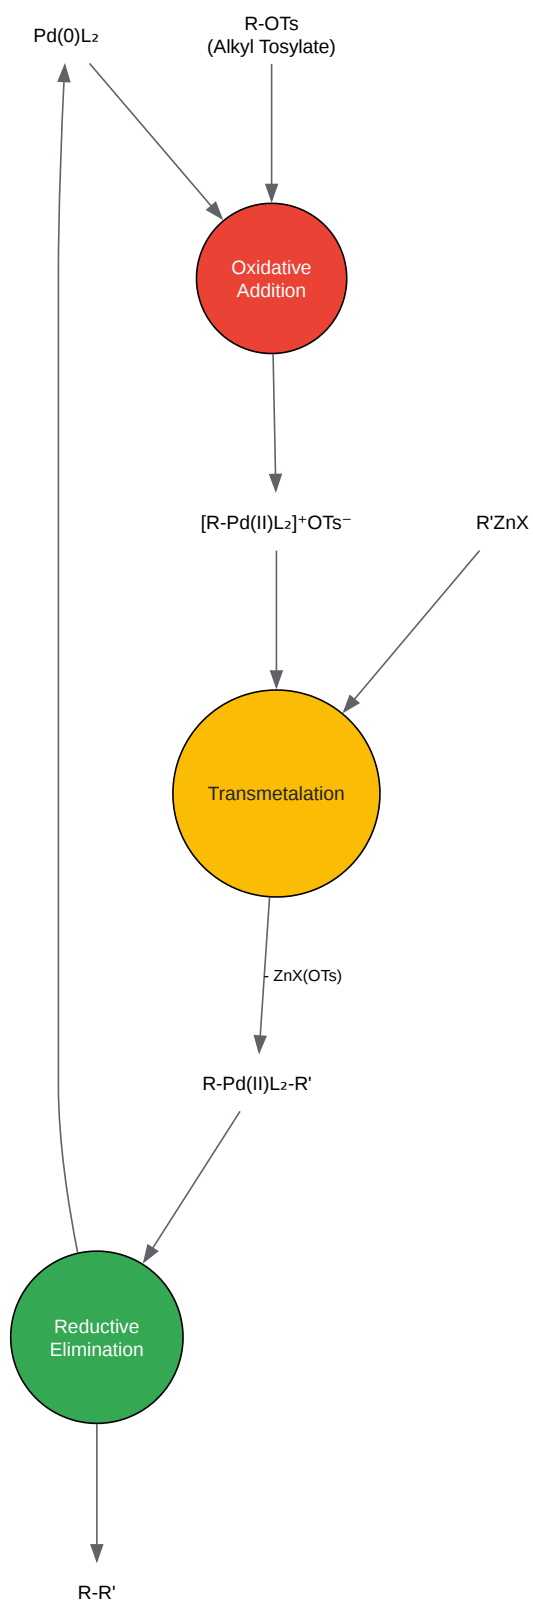 Pd(0)L₂
R-OTs
(Alkyl Tosylate)
Oxidative
Addition
[R-Pd(II)L₂]⁺OTs⁻
R'ZnX
Transmetalation
- ZnX(OTs)
R-Pd(II)L₂-R'
Reductive
Elimination
R-R'